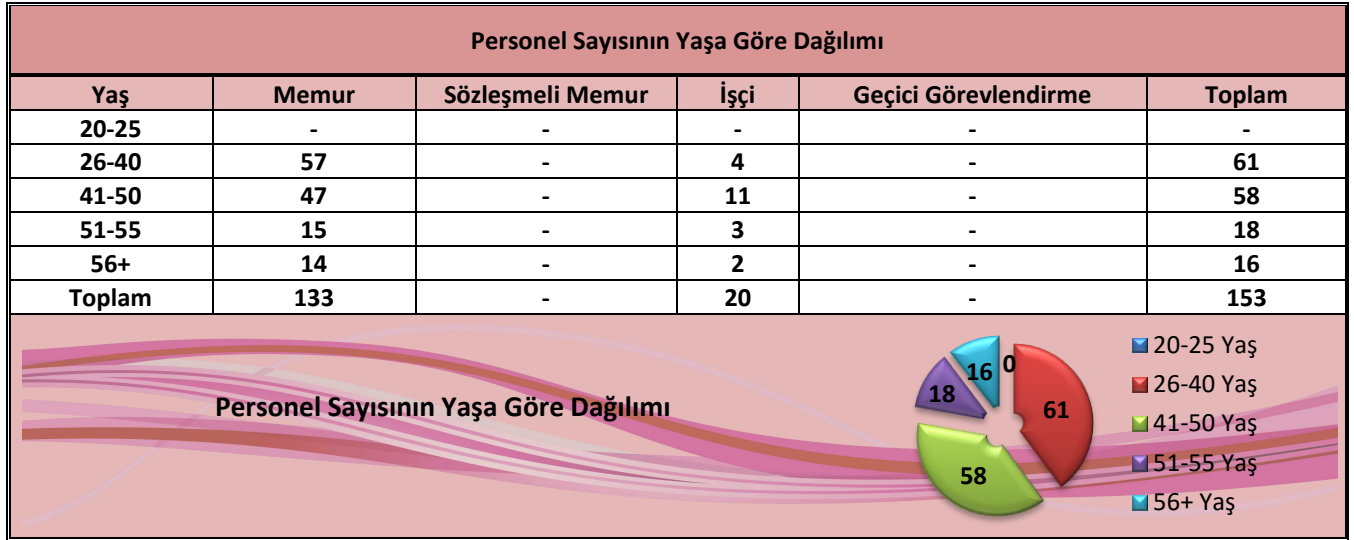 Personel Sayısının Yaşa Göre Dağılımı
Yaş Memur Sözleşmeli Memur İşçi Geçici Görevlendirme Toplam
20-25 - - - - -
26-40 57 - 4 - 61
41-50 47 - 11 - 58
51-55 15 - 3 - 18
56+ 14 - 2 - 16
Toplam 133 - 20 - 153
Personel Sayısının Yaşa Göre Dağılımı
0
61
58
18
16
20-25 Yaş
26-40 Yaş
41-50 Yaş
51-55 Yaş
56+ Yaş